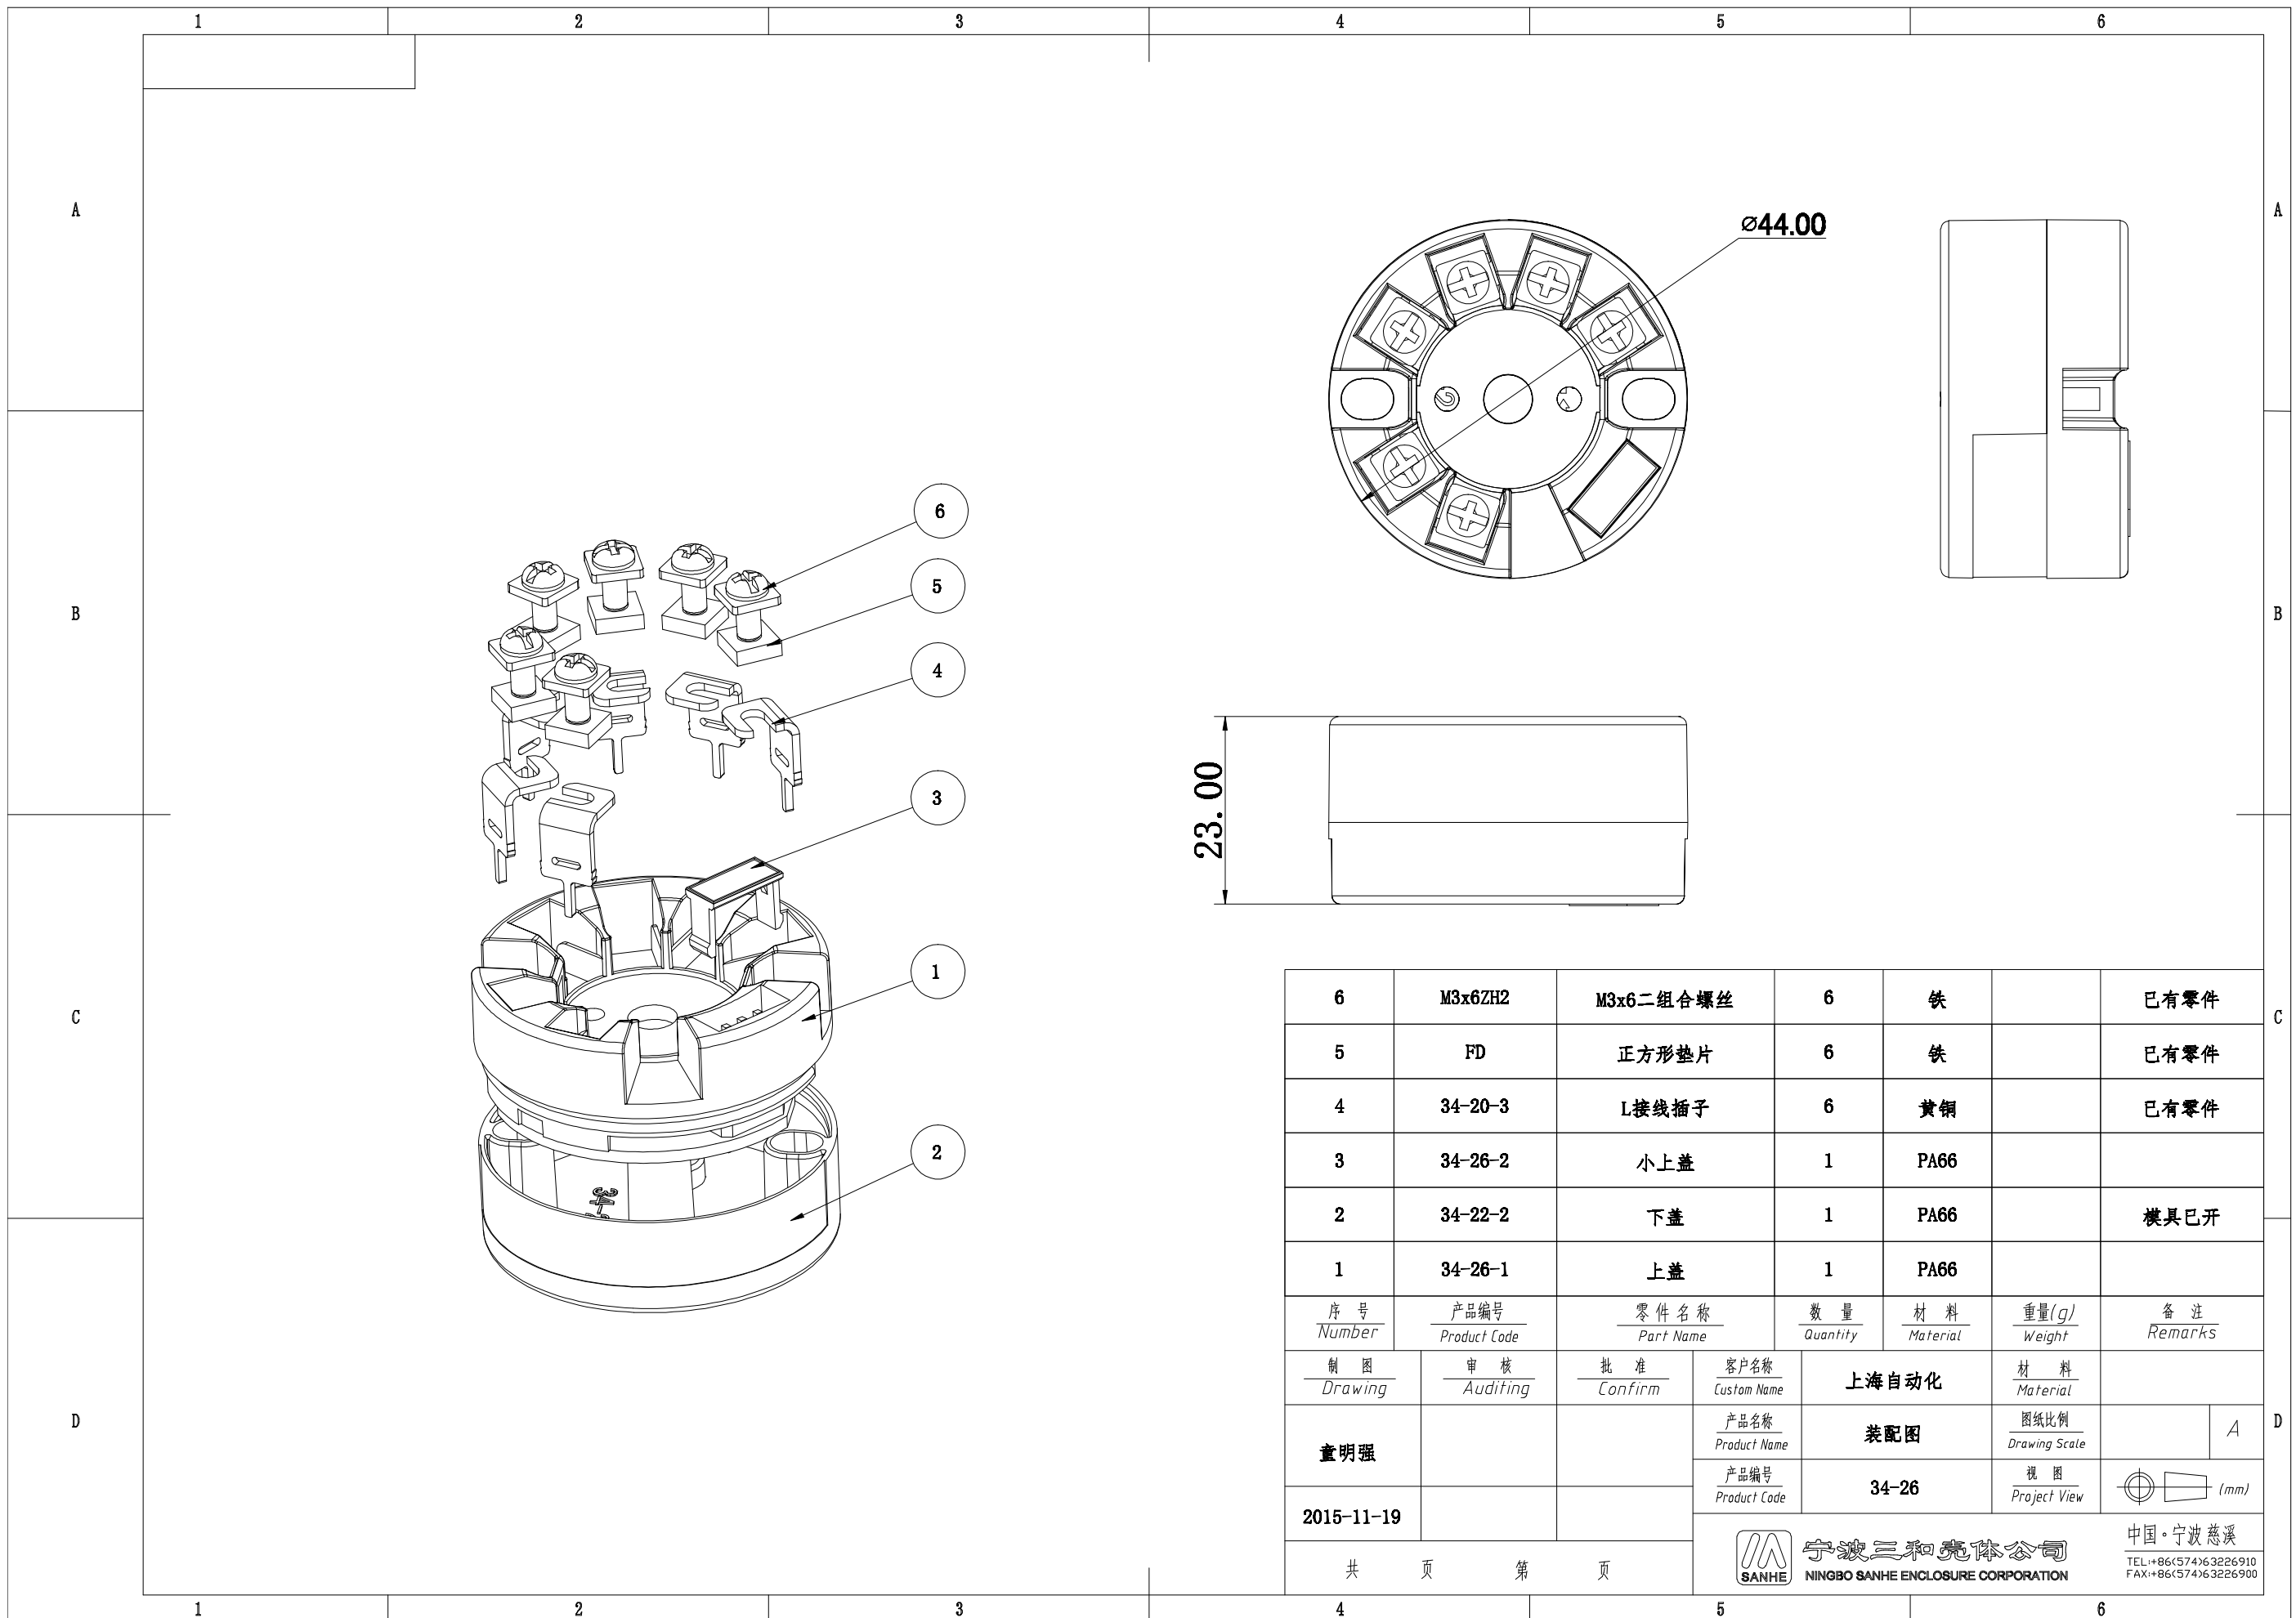 1 2 3 4 5 6
A A
⌀44.00
6
5
B B
4
3
23.00
1
C C
2
34-2
6 M3x6ZH2 M3x6二组合螺丝 6 铁 已有零件
5 FD 正方形垫片 6 铁 已有零件
4 34-20-3 L接线插子 6 黄铜 已有零件
3 34-26-2 小上盖 1 PA66
2 34-22-2 下盖 1 PA66 模具已开
1 34-26-1 上盖 1 PA66
序号 产品编号 零件名称 数量 材料 重量(g) 备注
Number Product Code Part Name Quantity Material Weight Remarks
制图 审核 批准 客户名称 上海自动化 材料
Drawing Auditing Confirm Custom Name Material
D D
产品名称 装配图 图纸比例 A
Product Name Drawing Scale
童明强
产品编号 34-26 视图 (mm)
Product Code Project View
2015-11-19
共 页 第 页
SANHE
宁波三和壳体公司
NINGBO SANHE ENCLOSURE CORPORATION
中国·宁波慈溪
TEL:+86(574)63226910
FAX:+86(574)63226900
1 2 3 4 5 6